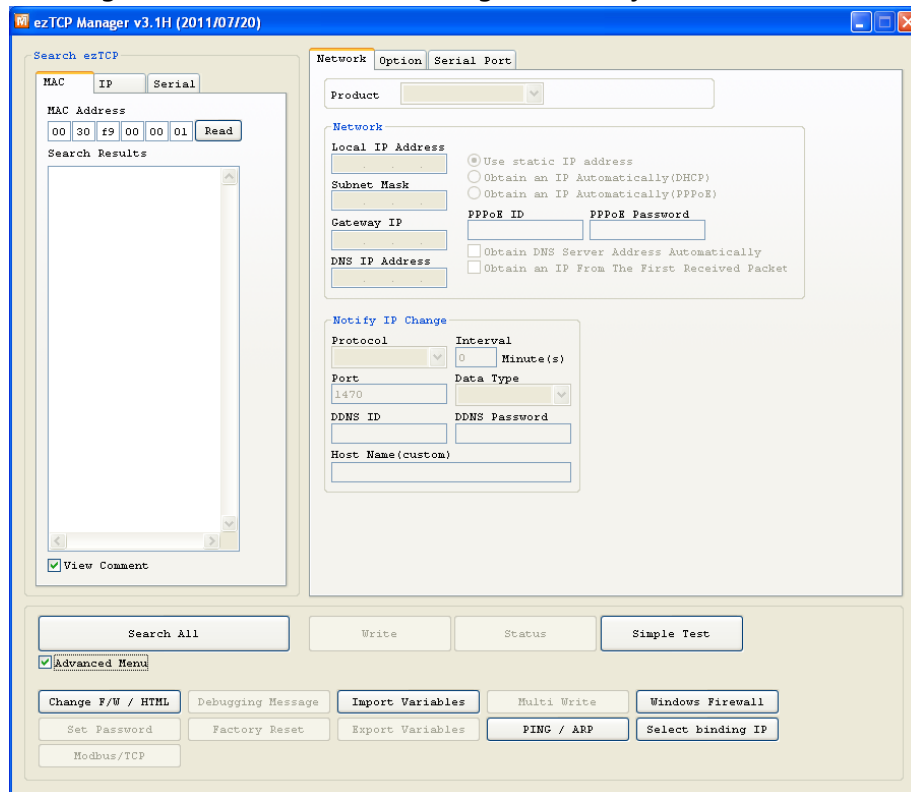 ezTCP Manager v3.1H (2011/07/20)
Search ezTCP
MAC IP Serial
MAC Address
00 30 f9 00 00 01 Read
Search Results
View Comment
Network Option Serial Port
Product
Network
Local IP Address
Subnet Mask
Gateway IP
DNS IP Address
Use static IP address
Obtain an IP Automatically(DHCP)
Obtain an IP Automatically(PPPoE)
PPPoE ID PPPoE Password
Obtain DNS Server Address Automatically
Obtain an IP From The First Received Packet
Notify IP Change
Protocol Interval
0 Minute(s)
Port Data Type
1470
DDNS ID DDNS Password
Host Name(custom)
Search All Write Status Simple Test
Advanced Menu
Change F/W / HTML Debugging Message Import Variables Multi Write Windows Firewall
Set Password Factory Reset Export Variables PING / ARP Select binding IP
Modbus/TCP